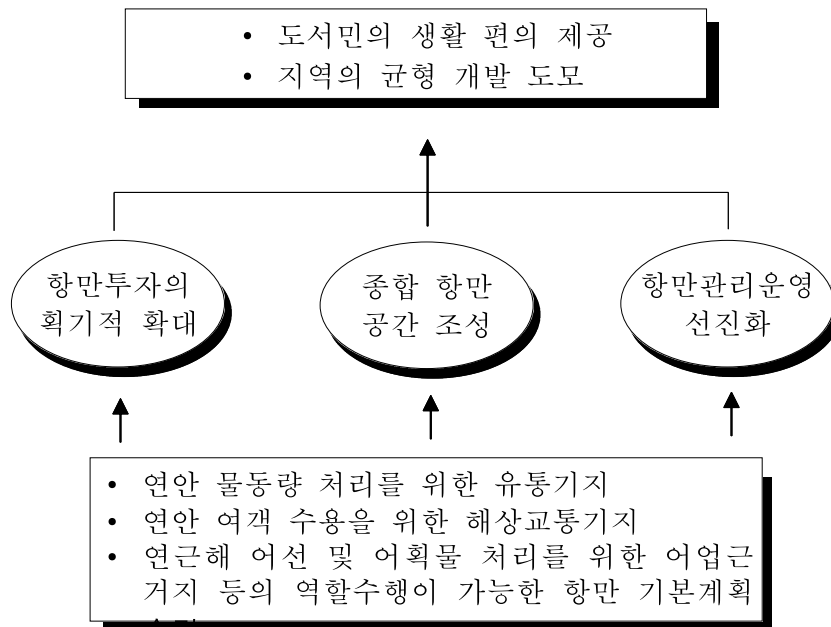 • 도서민의 생활 편의 제공
• 지역의 균형 개발 도모
항만투자의
획기적 확대
종합 항만
공간 조성
항만관리운영
선진화
• 연안 물동량 처리를 위한 유통기지
• 연안 여객 수용을 위한 해상교통기지
• 연근해 어선 및 어획물 처리를 위한 어업근
거지 등의 역할수행이 가능한 항만 기본계획